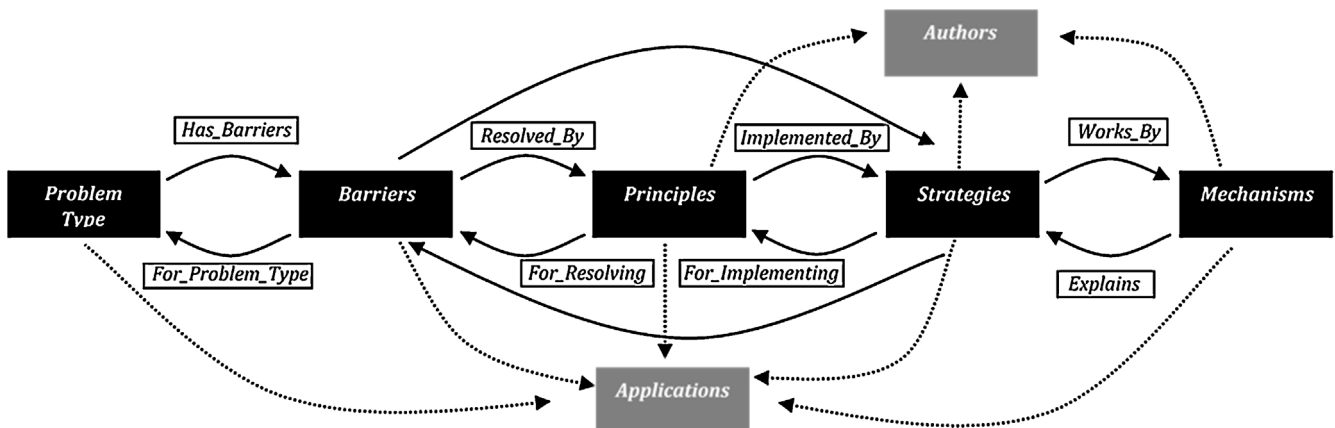 Authors
Has_Barriers
Resolved_By
Implemented_By
Works_By
Problem
Type
Barriers
Principles
Strategies
Mechanisms
For_Problem_Type
For_Resolving
For_Implementing
Explains
Applications